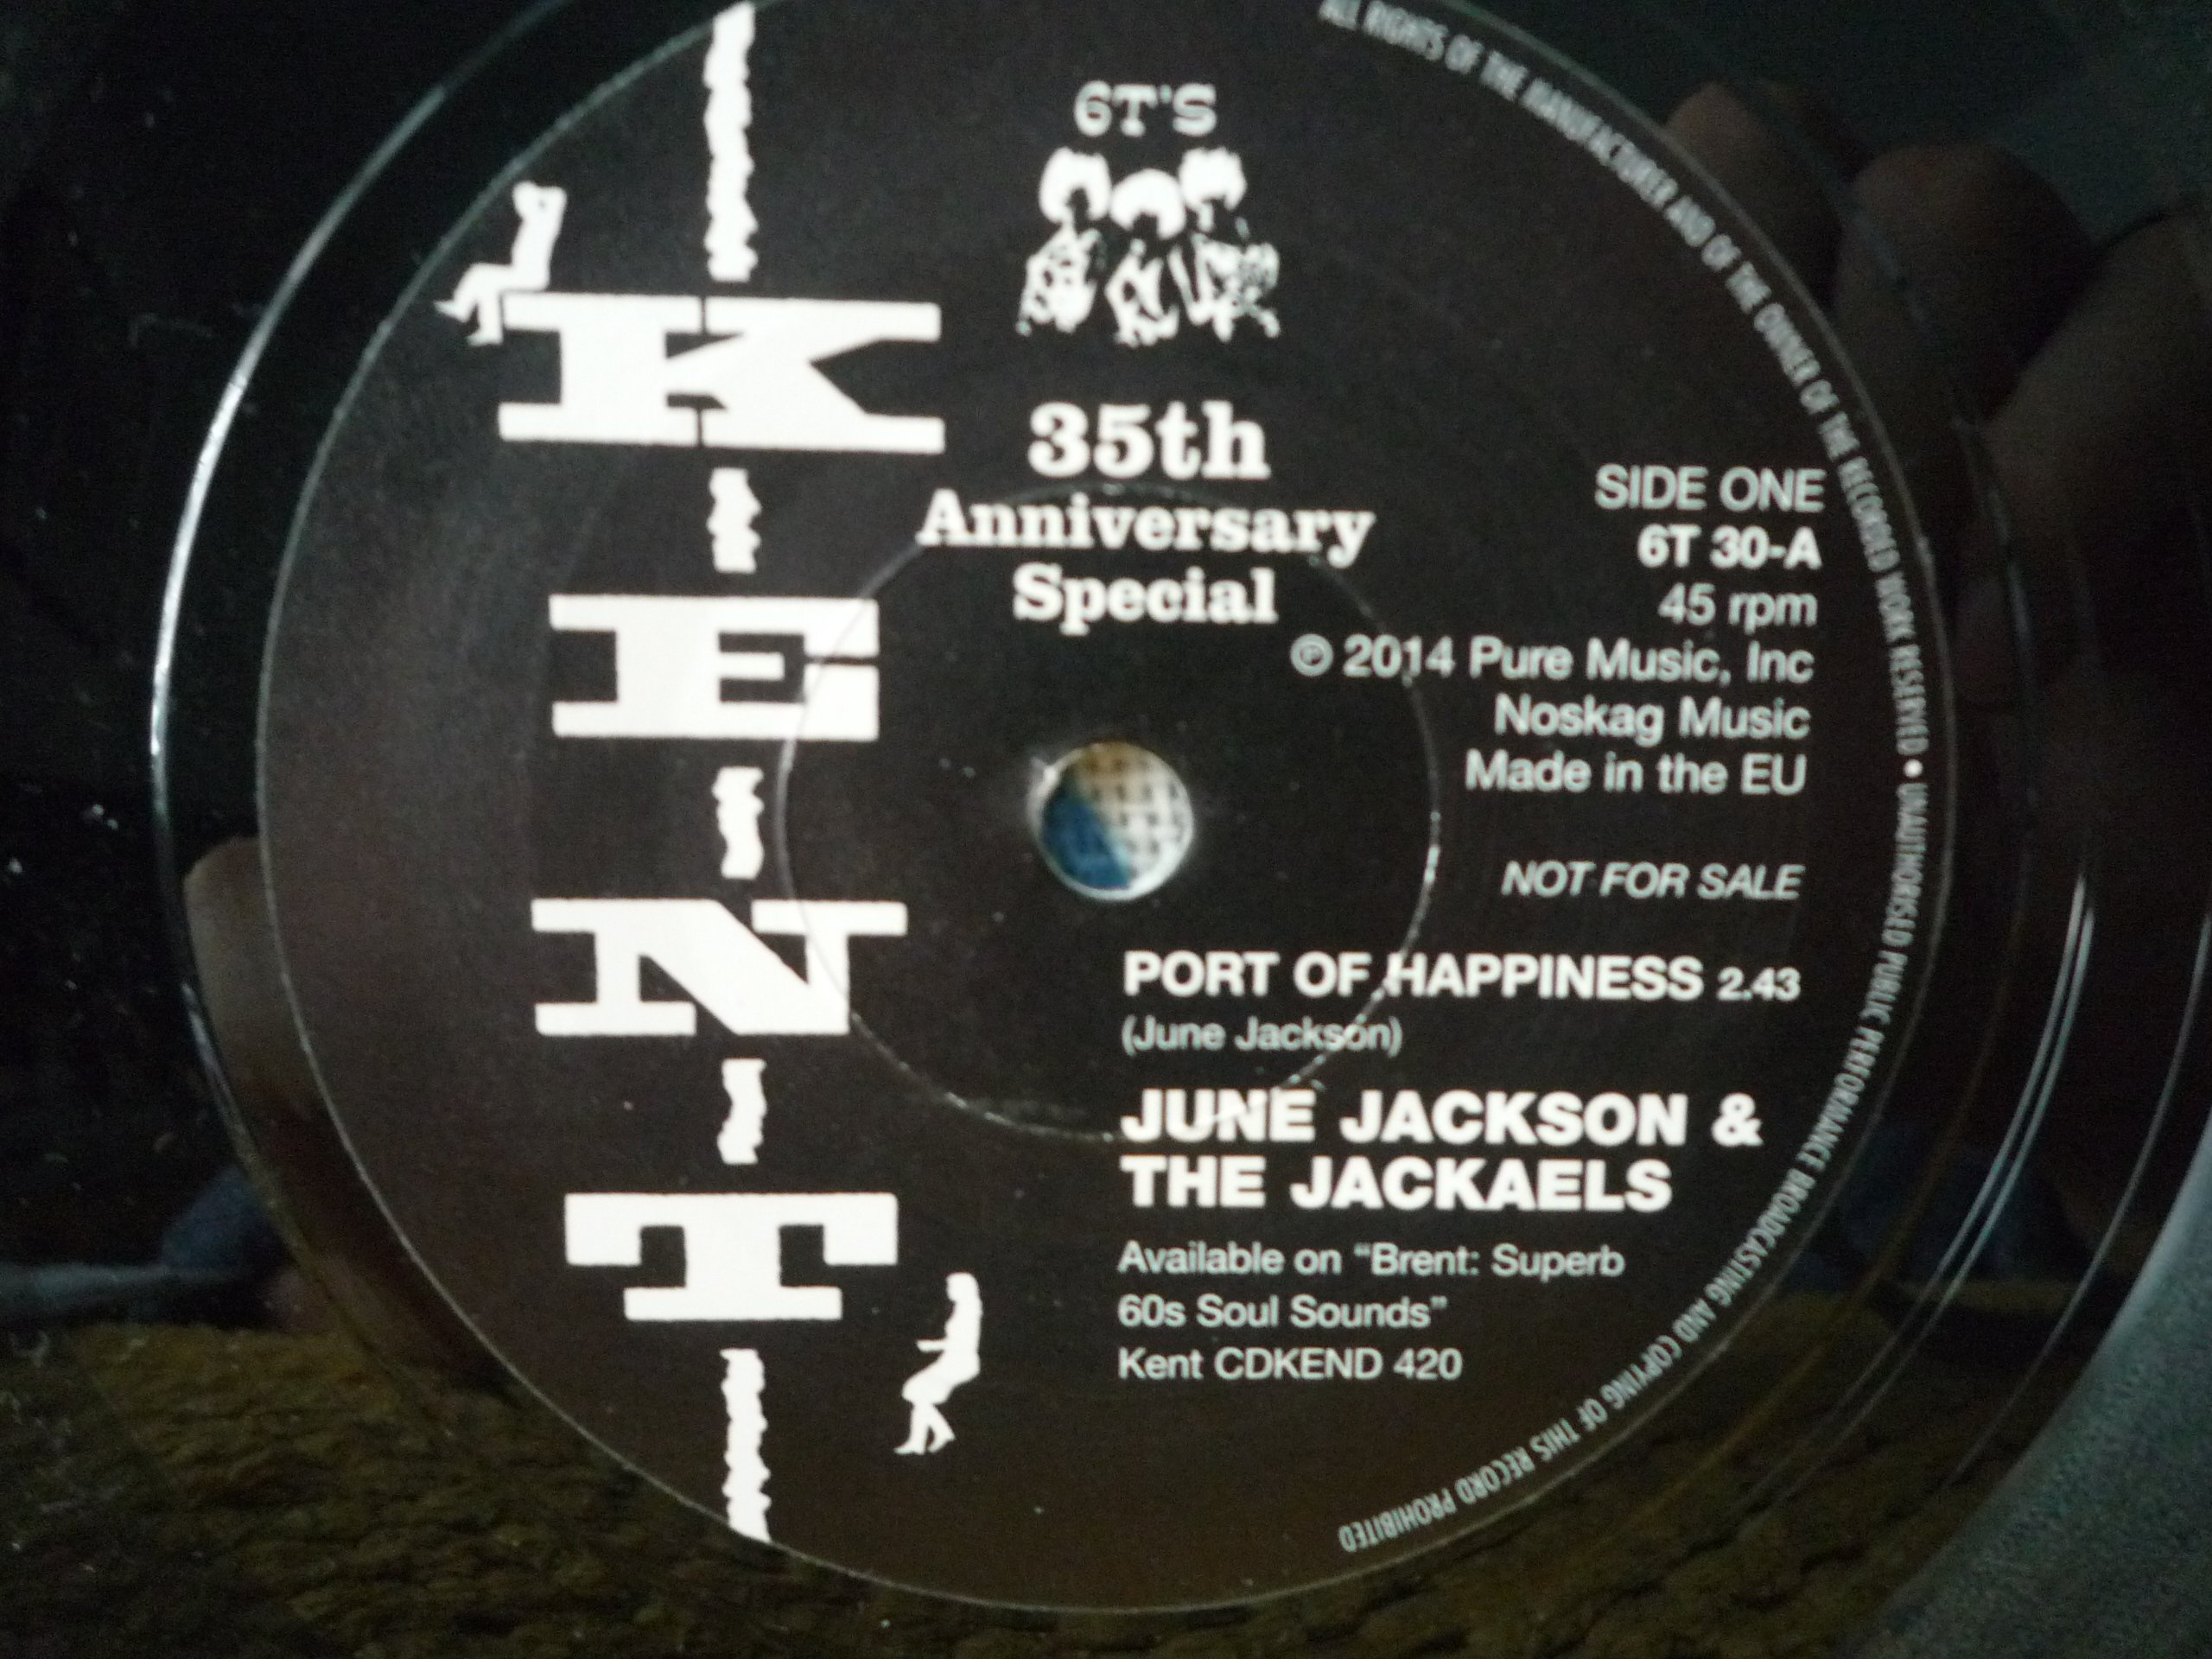 6T'S
KENT
35th
Anniversary
Special
SIDE ONE
6T 30-A
45 rpm
℗ 2014 Pure Music, Inc
Noskag Music
Made in the EU
NOT FOR SALE
PORT OF HAPPINESS 2.43
(June Jackson)
JUNE JACKSON &
THE JACKAELS
Available on “Brent: Superb
60s Soul Sounds”
Kent CDKEND 420
ALL RIGHTS OF THE MANUFACTURER AND OF THE OWNER OF THE RECORDED WORK RESERVED • UNAUTHORISED PUBLIC PERFORMANCE BROADCASTING AND COPYING OF THIS RECORD PROHIBITED